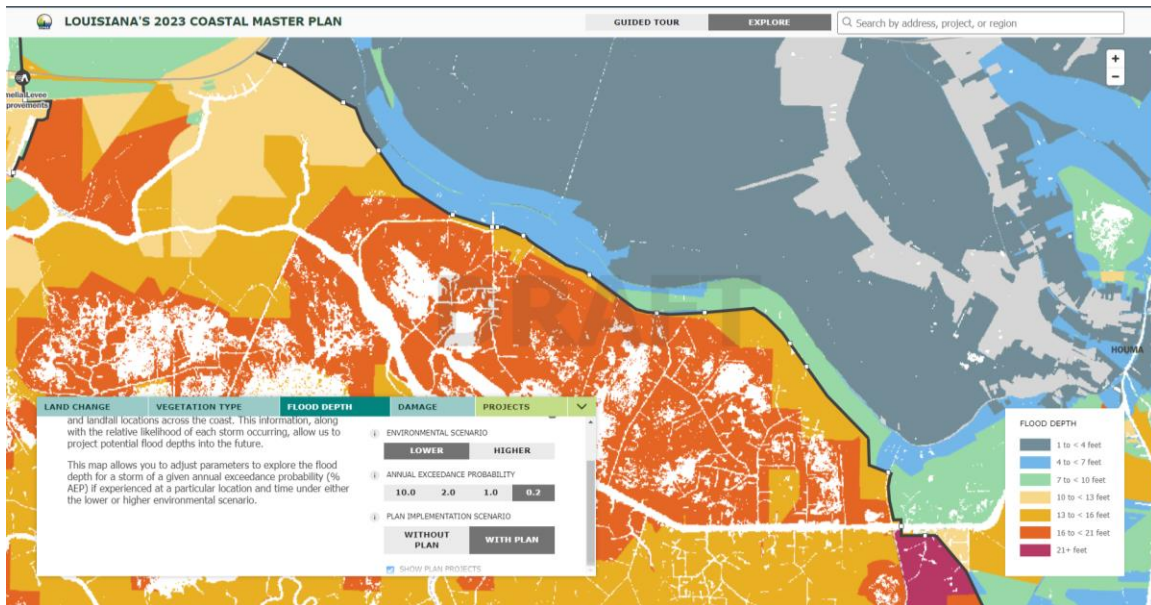 LOUISIANA'S 2023 COASTAL MASTER PLAN
GUIDED TOUR
EXPLORE
Search by address, project, or region
+
−
melia Levee
provements
DRAFT
HOUMA
LAND CHANGE
VEGETATION TYPE
FLOOD DEPTH
DAMAGE
PROJECTS
and landfall locations across the coast. This information, along
with the relative likelihood of each storm occurring, allow us to
project potential flood depths into the future.
This map allows you to adjust parameters to explore the flood
depth for a storm of a given annual exceedance probability (%
AEP) if experienced at a particular location and time under either
the lower or higher environmental scenario.
i ENVIRONMENTAL SCENARIO
LOWER
HIGHER
i ANNUAL EXCEEDANCE PROBABILITY
10.0 2.0 1.0 0.2
i PLAN IMPLEMENTATION SCENARIO
WITHOUT
PLAN
WITH PLAN
SHOW PLAN PROJECTS
FLOOD DEPTH
1 to < 4 feet
4 to < 7 feet
7 to < 10 feet
10 to < 13 feet
13 to < 16 feet
16 to < 21 feet
21+ feet